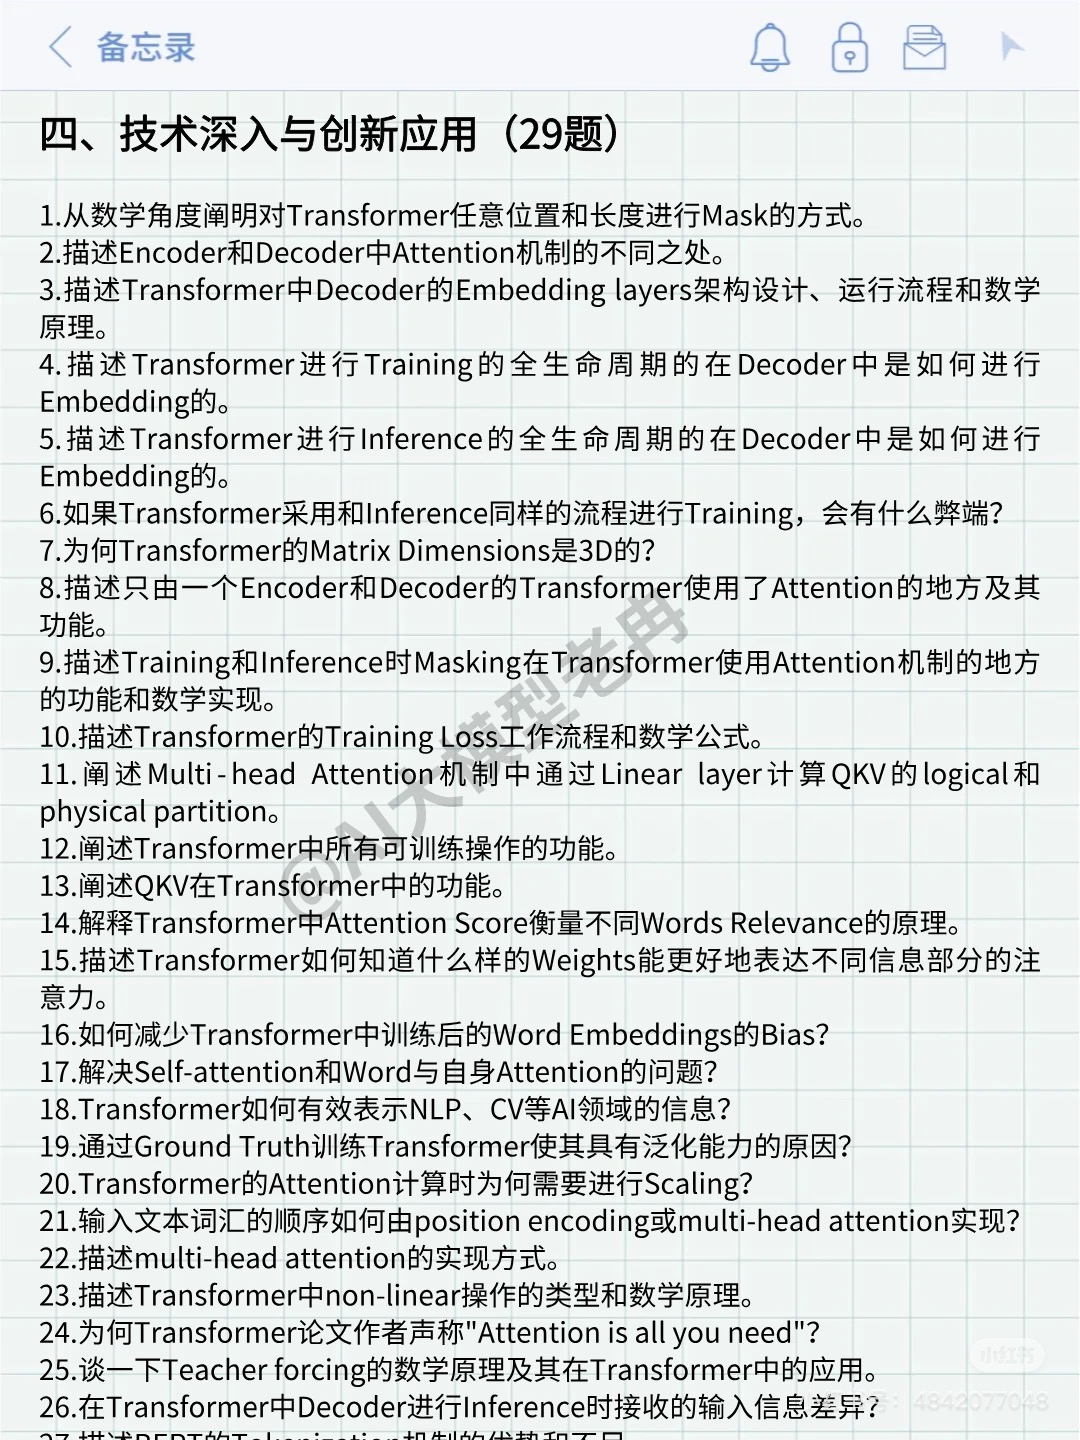 备忘录
四、技术深入与创新应用（29题）
1.从数学角度阐明对Transformer任意位置和长度进行Mask的方式。
2.描述Encoder和Decoder中Attention机制的不同之处。
3.描述Transformer中Decoder的Embedding layers架构设计、运行流程和数学
原理。
4.描述Transformer进行Training的全生命周期的在Decoder中是如何进行
Embedding的。
5.描述Transformer进行Inference的全生命周期的在Decoder中是如何进行
Embedding的。
6.如果Transformer采用和Inference同样的流程进行Training，会有什么弊端？
7.为何Transformer的Matrix Dimensions是3D的？
8.描述只由一个Encoder和Decoder的Transformer使用了Attention的地方及其
功能。
9.描述Training和Inference时Masking在Transformer使用Attention机制的地方
的功能和数学实现。
10.描述Transformer的Training Loss工作流程和数学公式。
11.阐述Multi-head Attention机制中通过Linear layer计算QKV的logical和
physical partition。
12.阐述Transformer中所有可训练操作的功能。
13.阐述QKV在Transformer中的功能。
14.解释Transformer中Attention Score衡量不同Words Relevance的原理。
15.描述Transformer如何知道什么样的Weights能更好地表达不同信息部分的注
意力。
16.如何减少Transformer中训练后的Word Embeddings的Bias？
17.解决Self-attention和Word与自身Attention的问题？
18.Transformer如何有效表示NLP、CV等AI领域的信息？
19.通过Ground Truth训练Transformer使其具有泛化能力的原因？
20.Transformer的Attention计算时为何需要进行Scaling？
21.输入文本词汇的顺序如何由position encoding或multi-head attention实现？
22.描述multi-head attention的实现方式。
23.描述Transformer中non-linear操作的类型和数学原理。
24.为何Transformer论文作者声称"Attention is all you need"？
25.谈一下Teacher forcing的数学原理及其在Transformer中的应用。
26.在Transformer中Decoder进行Inference时接收的输入信息差异？
27.描述BERT的Tokenization机制的优势和不足
@AI大模型老冉
小红书
号：4842077048